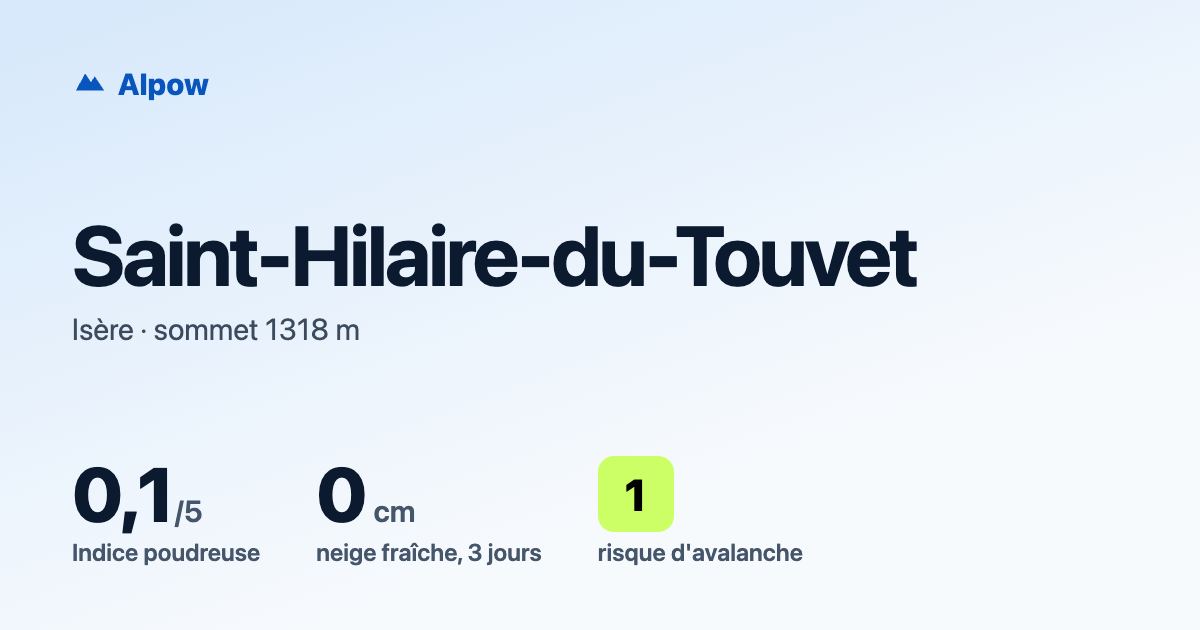 Alpow
Saint-Hilaire-du-Touvet
Isère · sommet 1318 m
0,1/5
Indice poudreuse
0 cm
neige fraîche, 3 jours
1
risque d'avalanche